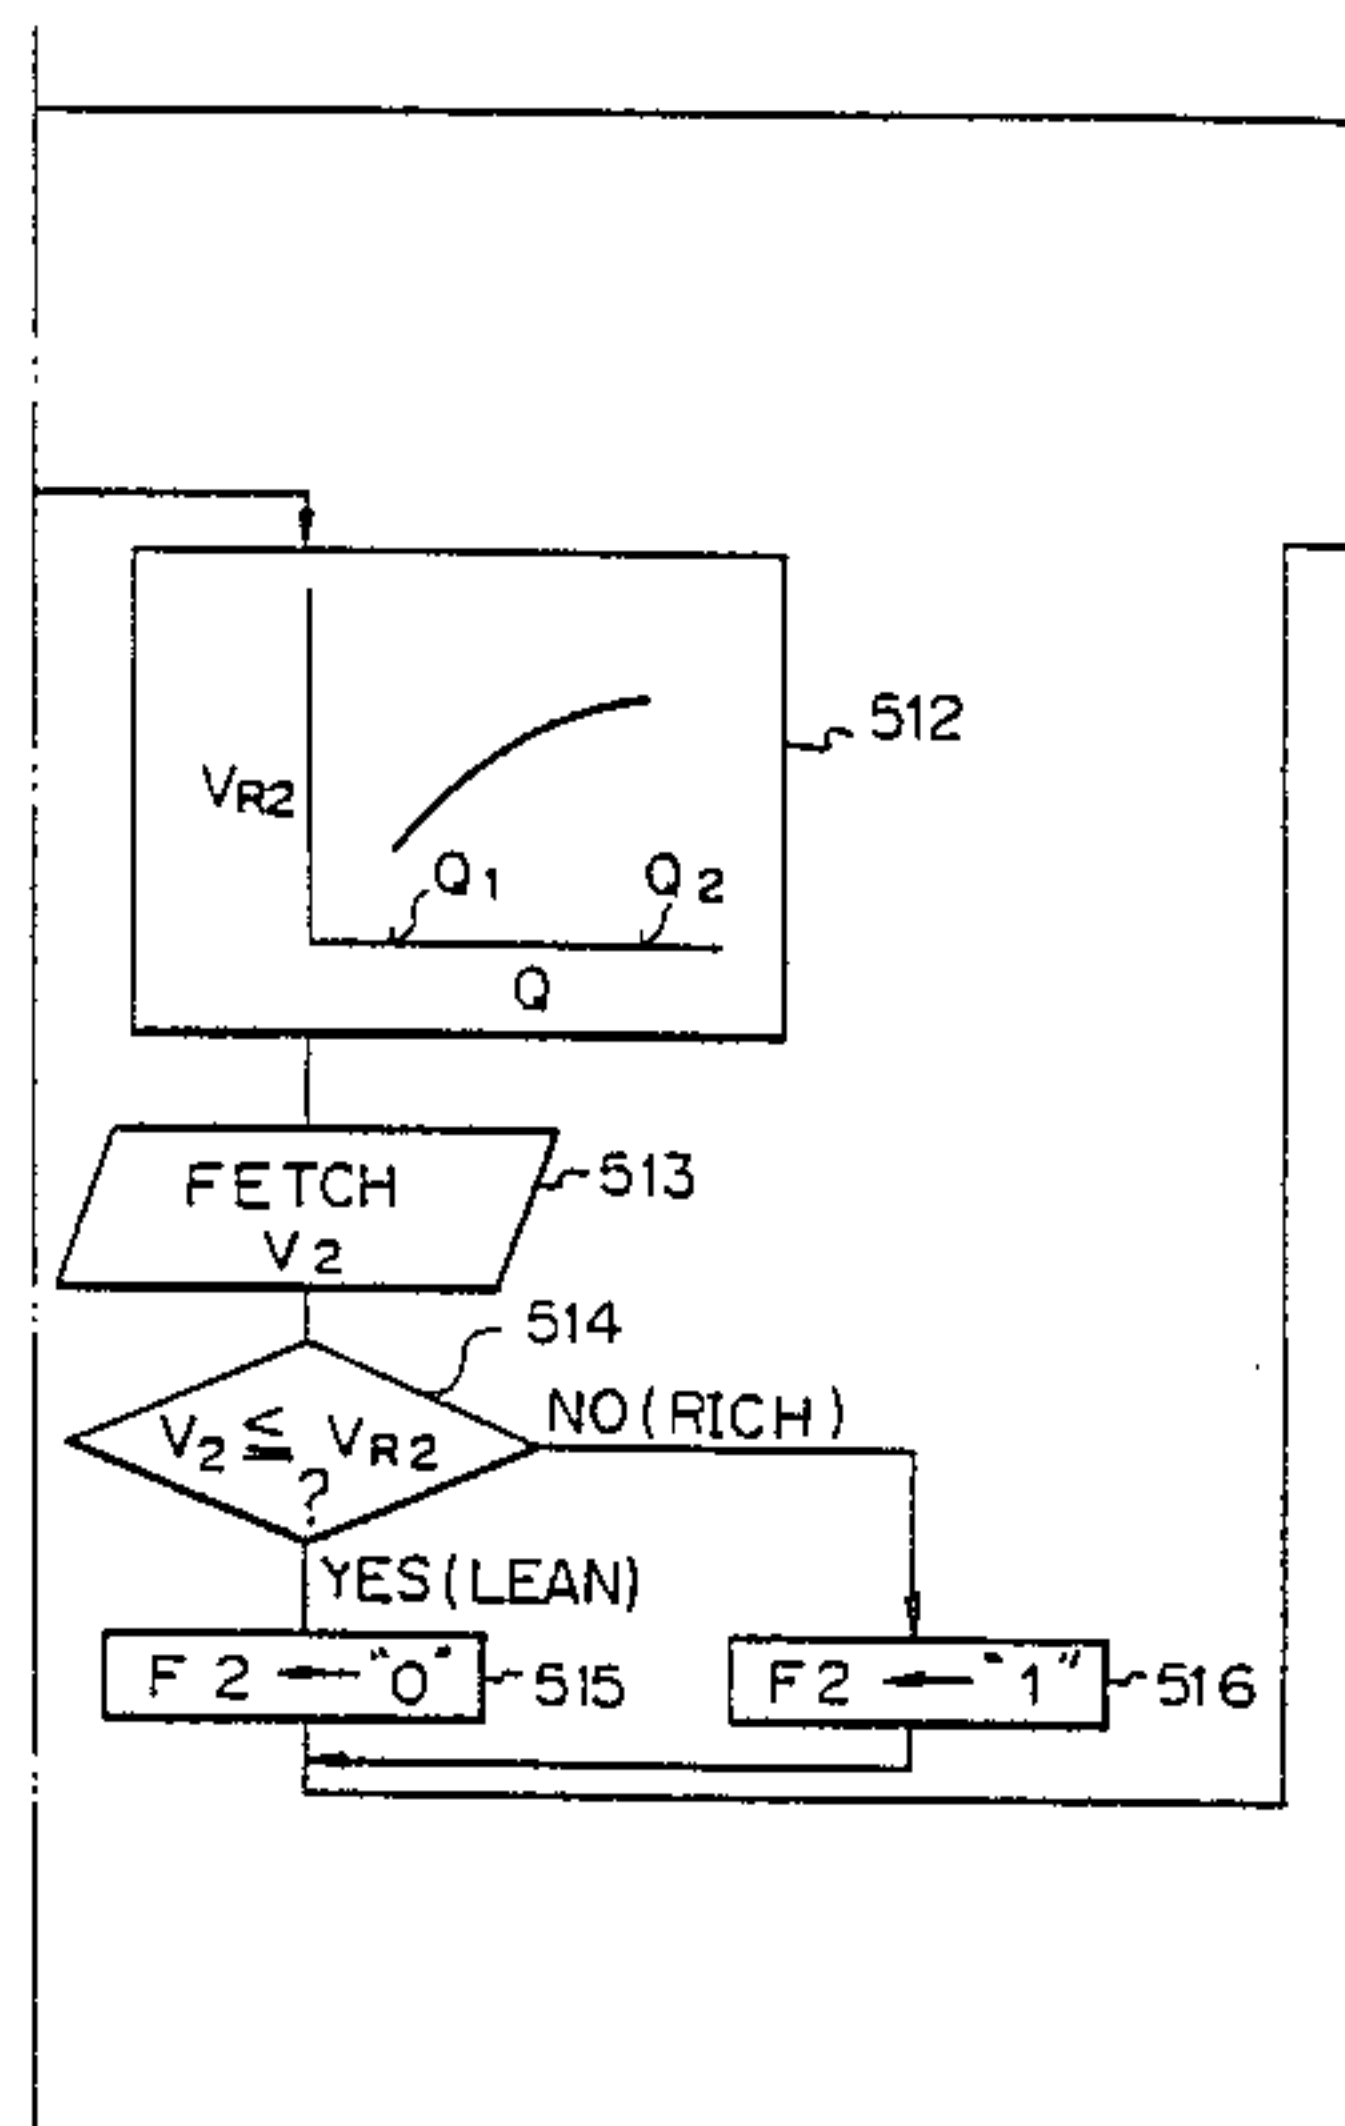 512
VR2
Q1
Q2
Q
FETCH
V2
513
514
V2 ≦ VR2
?
NO(RICH)
YES(LEAN)
F2 ← "0"
515
F2 ← "1"
516